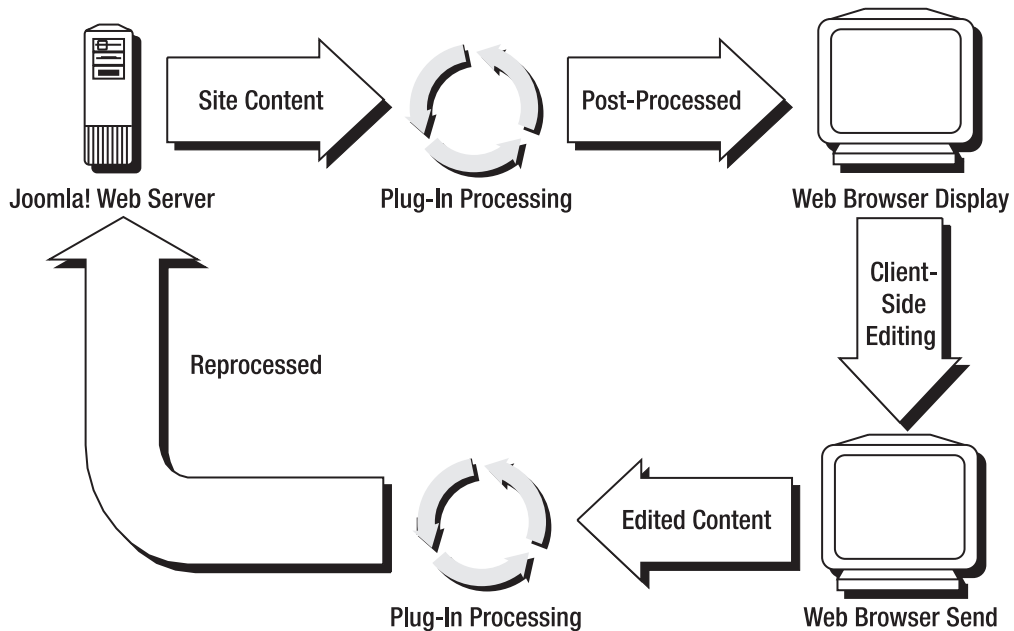 Site Content
Post-Processed
Joomla! Web Server
Plug-In Processing
Web Browser Display
Client-
Side
Editing
Reprocessed
Edited Content
Plug-In Processing
Web Browser Send